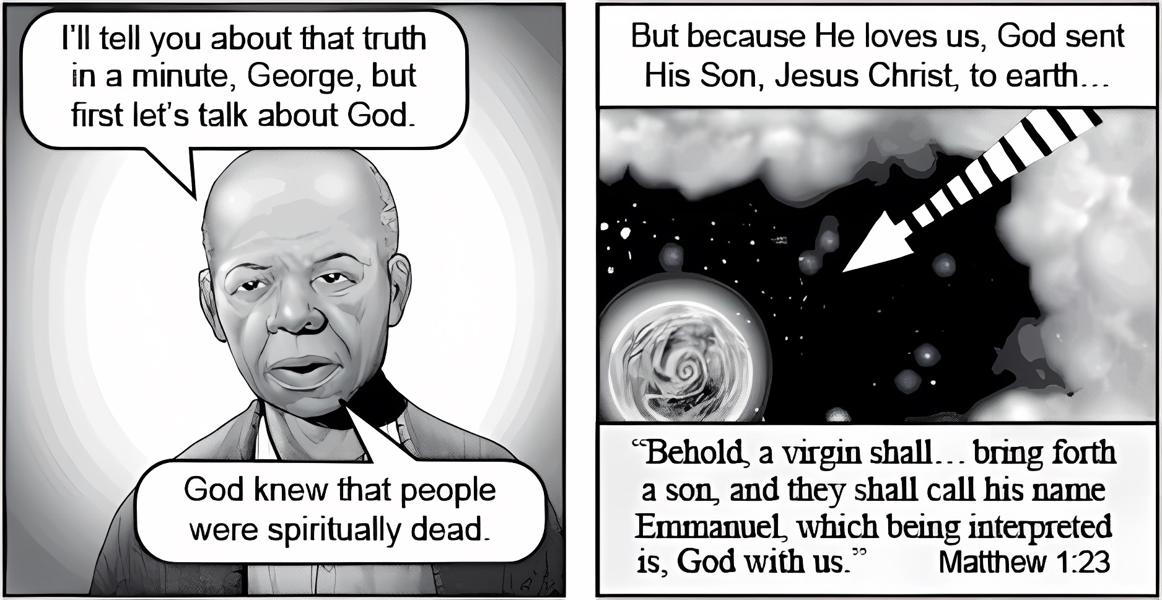 I'll tell you about that truth
in a minute, George, but
first let's talk about God.
God knew that people
were spiritually dead.
But because He loves us, God sent
His Son, Jesus Christ, to earth...
“Behold, a virgin shall... bring forth
a son, and they shall call his name
Emmanuel, which being interpreted
is, God with us.” Matthew 1:23